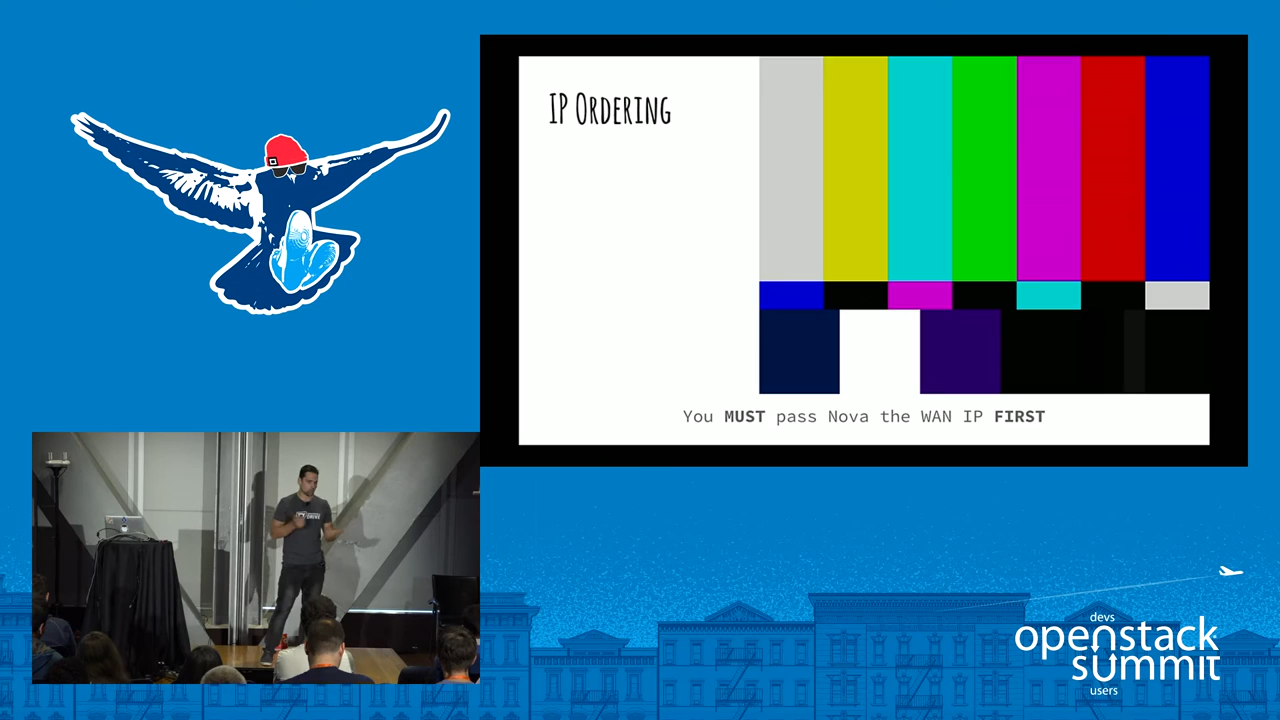 IP Ordering
You MUST pass Nova the WAN IP FIRST
devs
openstack
summit
users